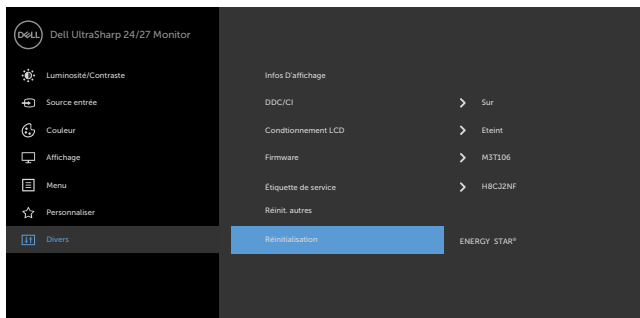 DELL Dell UltraSharp 24/27 Monitor
Luminosité/Contraste
Infos D'affichage
Source entrée
DDC/CI
Sur
Couleur
Condtionnement LCD
Eteint
Affichage
Firmware
M3T106
Menu
Étiquette de service
H8CJ2NF
Personnaliser
Réinit. autres
Divers
Réinitialisation
ENERGY STAR®